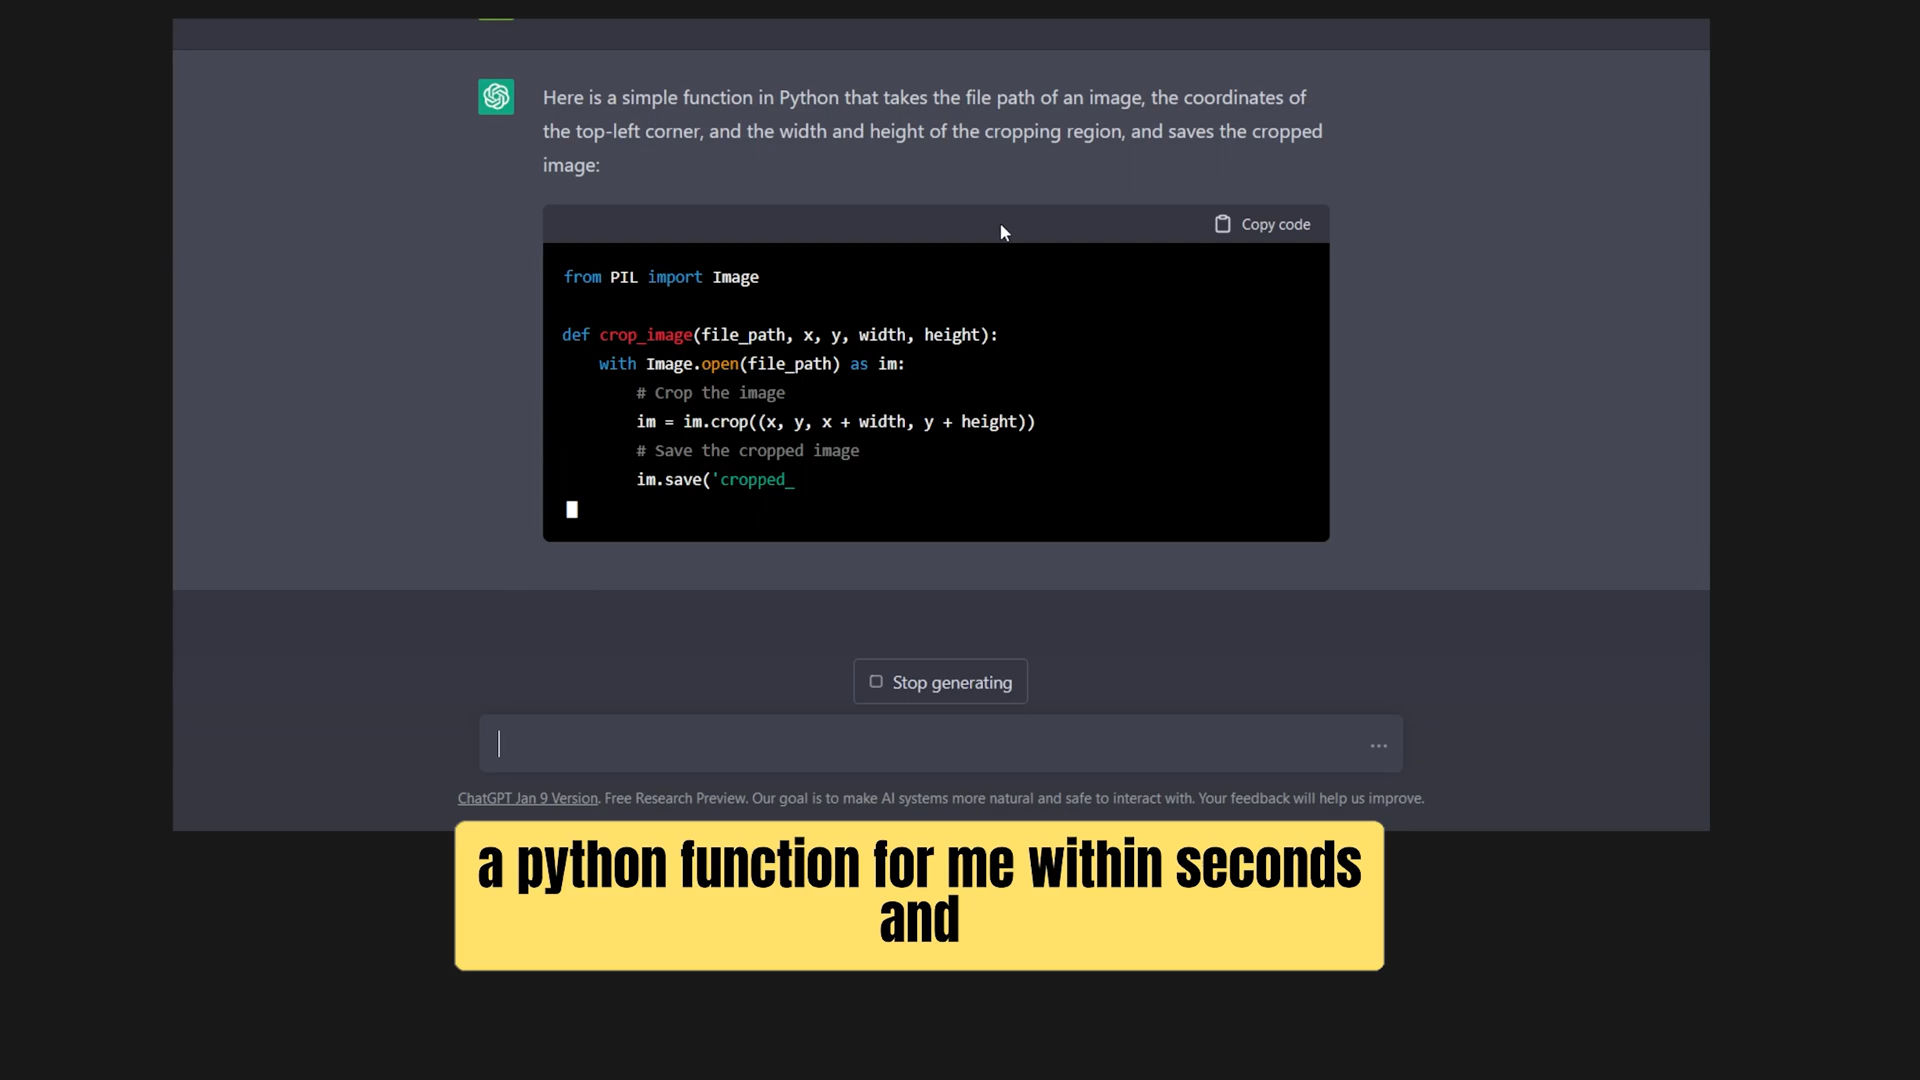 Here is a simple function in Python that takes the file path of an image, the coordinates of
the top-left corner, and the width and height of the cropping region, and saves the cropped
image:
Copy code
from PIL import Image
def crop_image(file_path, x, y, width, height):
    with Image.open(file_path) as im:
        # Crop the image
        im = im.crop((x, y, x + width, y + height))
        # Save the cropped image
        im.save('cropped_
Stop generating
ChatGPT Jan 9 Version. Free Research Preview. Our goal is to make AI systems more natural and safe to interact with. Your feedback will help us improve.
a python function for me within seconds
and